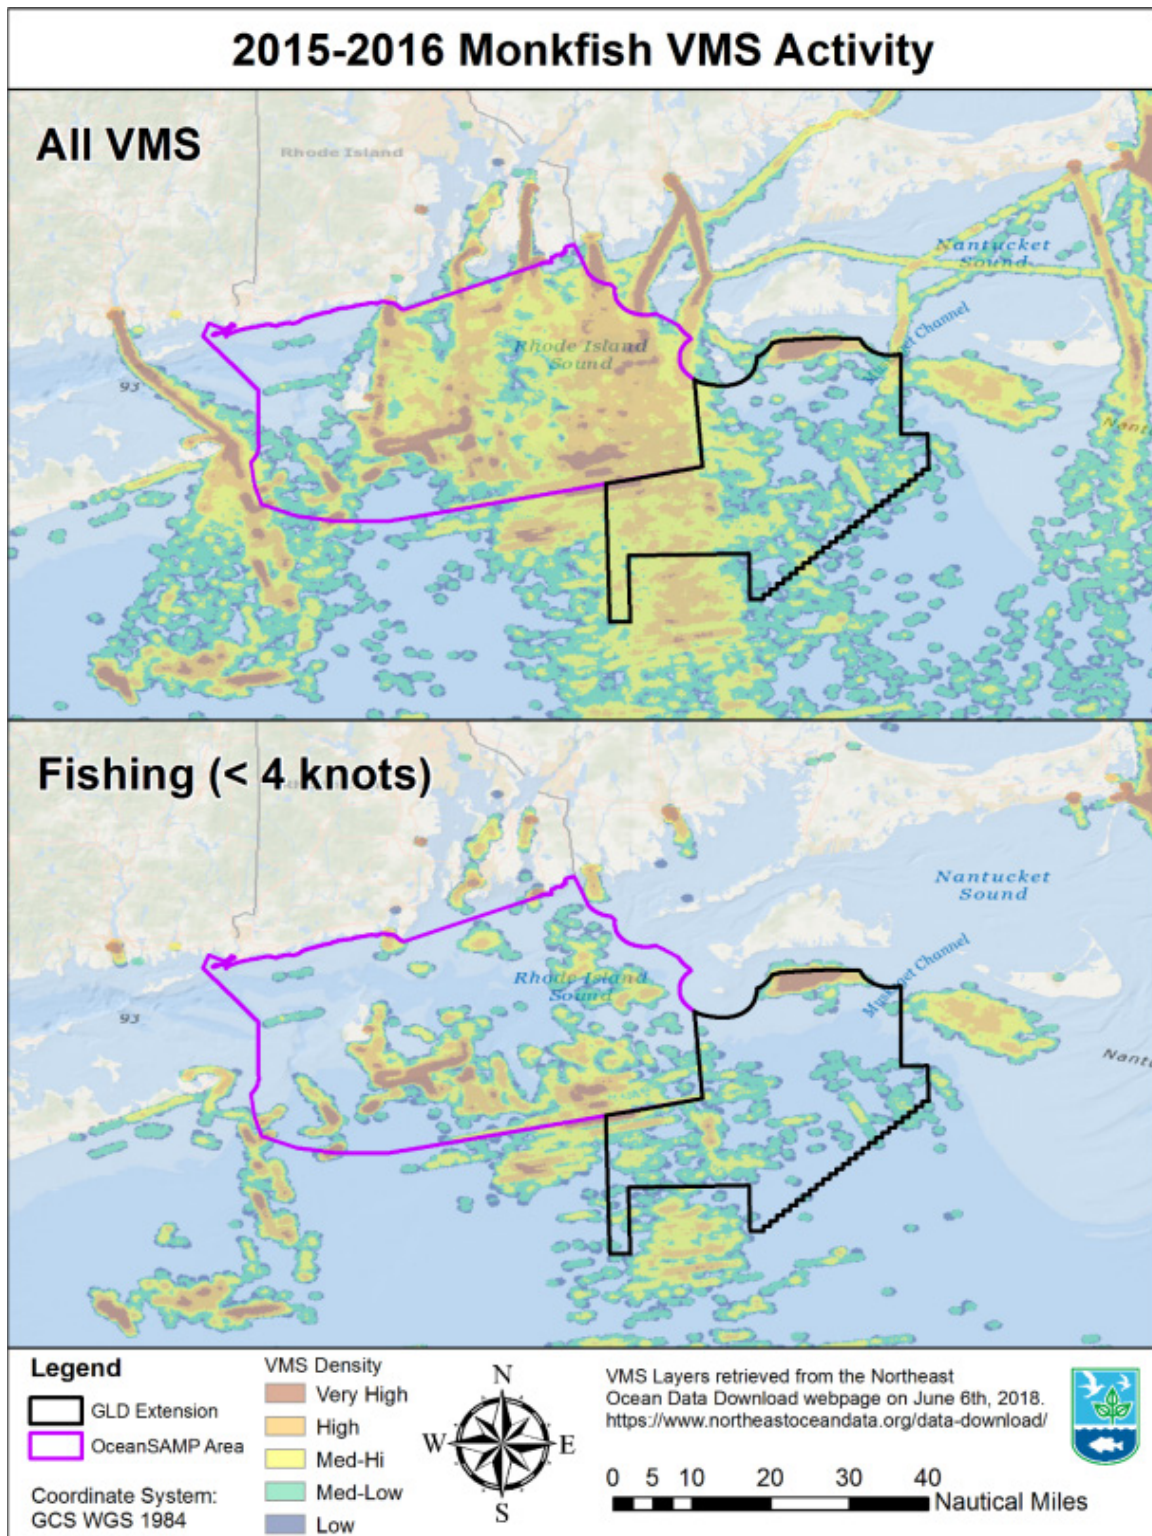 2015-2016 Monkfish VMS Activity
All VMS
Rhode Island
Nantucket
Sound
Rhode Island
Sound
Channel
93
Fishing (< 4 knots)
Nantucket
Sound
Rhode Island
Sound
Muskeget Channel
93
Legend
GLD Extension
OceanSAMP Area
Coordinate System:
GCS WGS 1984
VMS Density
Very High
High
Med-Hi
Med-Low
Low
N
W
E
S
VMS Layers retrieved from the Northeast
Ocean Data Download webpage on June 6th, 2018.
https://www.northeastoceandata.org/data-download/
0 5 10 20 30 40
Nautical Miles